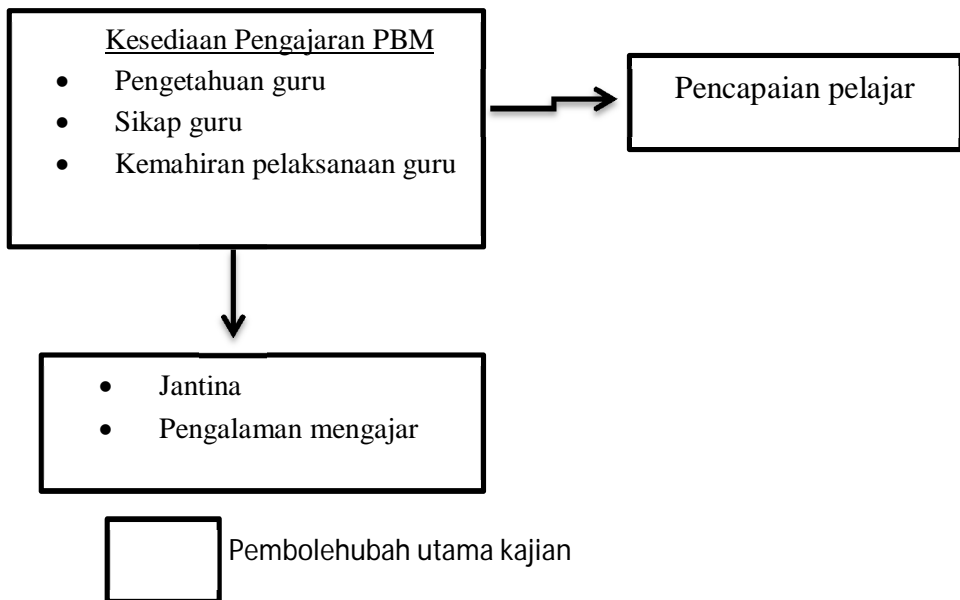 Kesediaan Pengajaran PBM
• Pengetahuan guru
• Sikap guru
• Kemahiran pelaksanaan guru
Pencapaian pelajar
• Jantina
• Pengalaman mengajar
Pembolehubah utama kajian